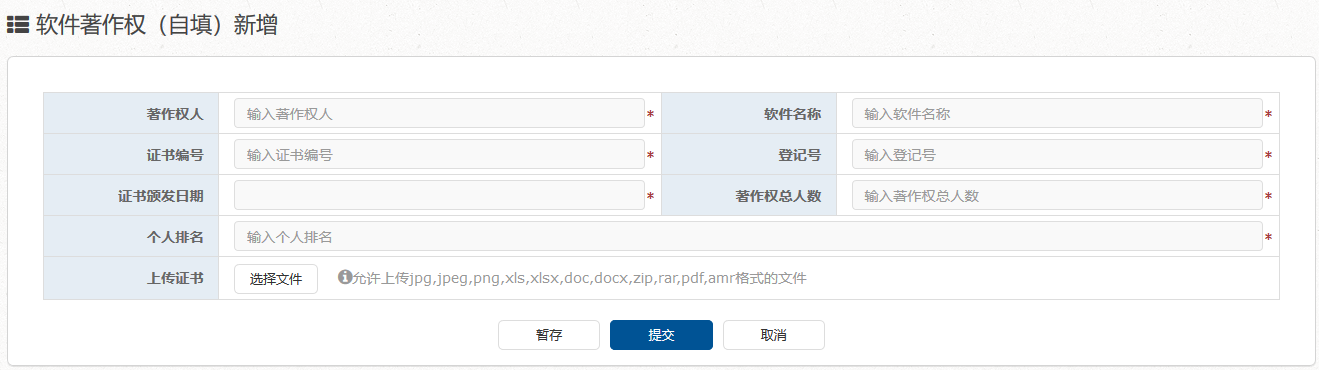 软件著作权（自填）新增
著作权人 输入著作权人 * 软件名称 输入软件名称 *
证书编号 输入证书编号 * 登记号 输入登记号 *
证书颁发日期 * 著作权总人数 输入著作权总人数 *
个人排名 输入个人排名 *
上传证书 选择文件 允许上传jpg,jpeg,png,xls,xlsx,doc,docx,zip,rar,pdf,amr格式的文件
暂存 提交 取消